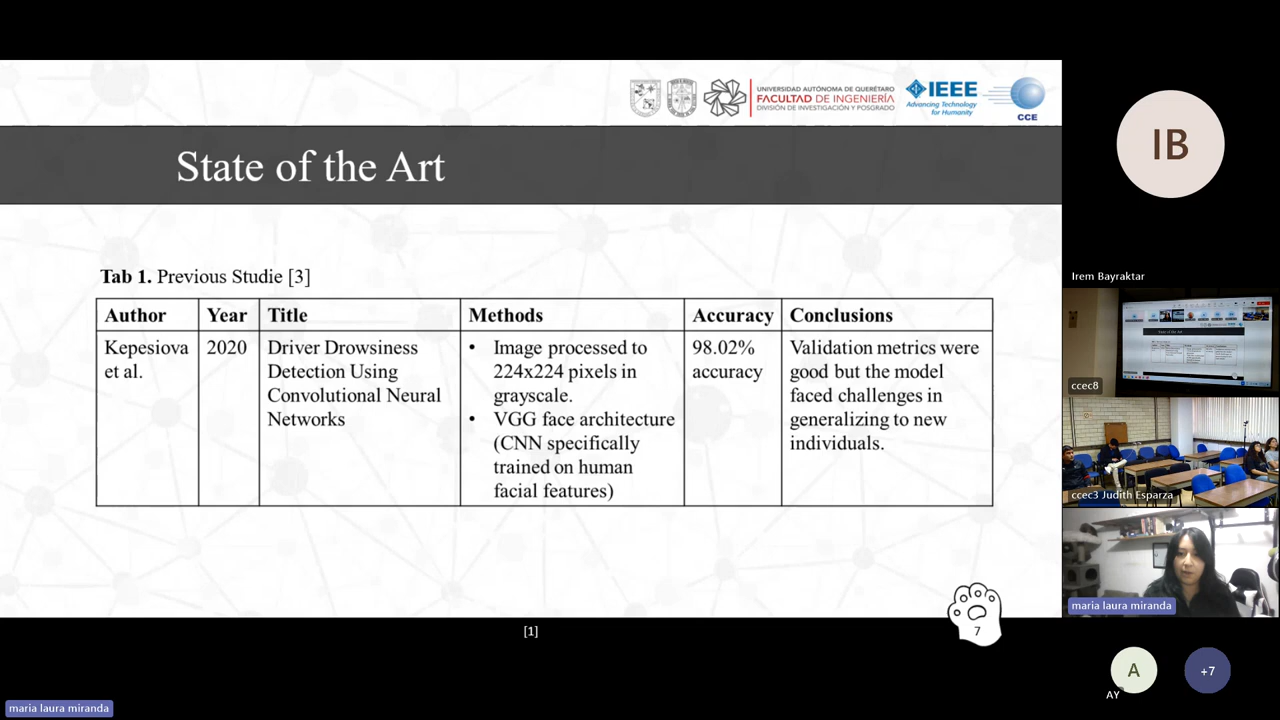 UNIVERSIDAD AUTÓNOMA DE QUERÉTARO
FACULTAD DE INGENIERÍA
DIVISIÓN DE INVESTIGACIÓN Y POSGRADO
IEEE
Advancing Technology
for Humanity
CCE
State of the Art
Tab 1. Previous Studie [3]
Author Year Title Methods Accuracy Conclusions
Kepesiova
et al.
2020
Driver Drowsiness
Detection Using
Convolutional Neural
Networks
• Image processed to
224x224 pixels in
grayscale.
• VGG face architecture
(CNN specifically
trained on human
facial features)
98.02%
accuracy
Validation metrics were
good but the model
faced challenges in
generalizing to new
individuals.
7
[1]
maria laura miranda
IB
Irem Bayraktar
State of the Art
ccec8
ccec3 Judith Esparza
maria laura miranda
A
AY
+7